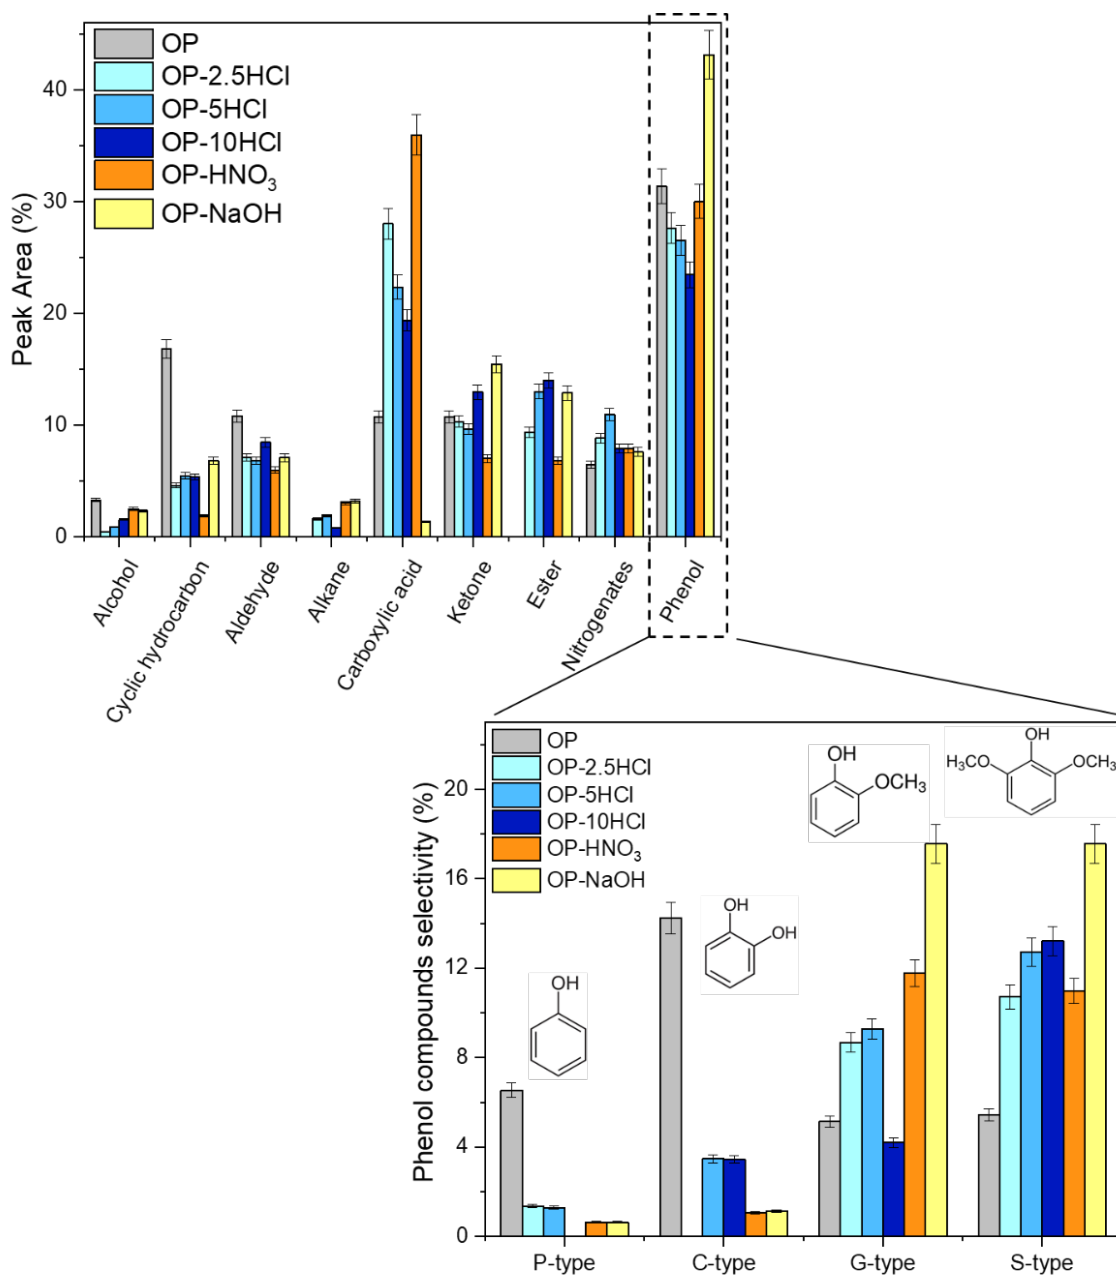 OP
OP-2.5HCl
OP-5HCl
OP-10HCl
OP-HNO₃
OP-NaOH
Peak Area (%)
40
30
20
10
0
Alcohol
Cyclic hydrocarbon
Aldehyde
Alkane
Carboxylic acid
Ketone
Ester
Nitrogenates
Phenol
OP
OP-2.5HCl
OP-5HCl
OP-10HCl
OP-HNO₃
OP-NaOH
Phenol compounds selectivity (%)
20
16
12
8
4
0
OH
OH
OH
OH
OCH₃
OH
H₃CO
OCH₃
P-type
C-type
G-type
S-type